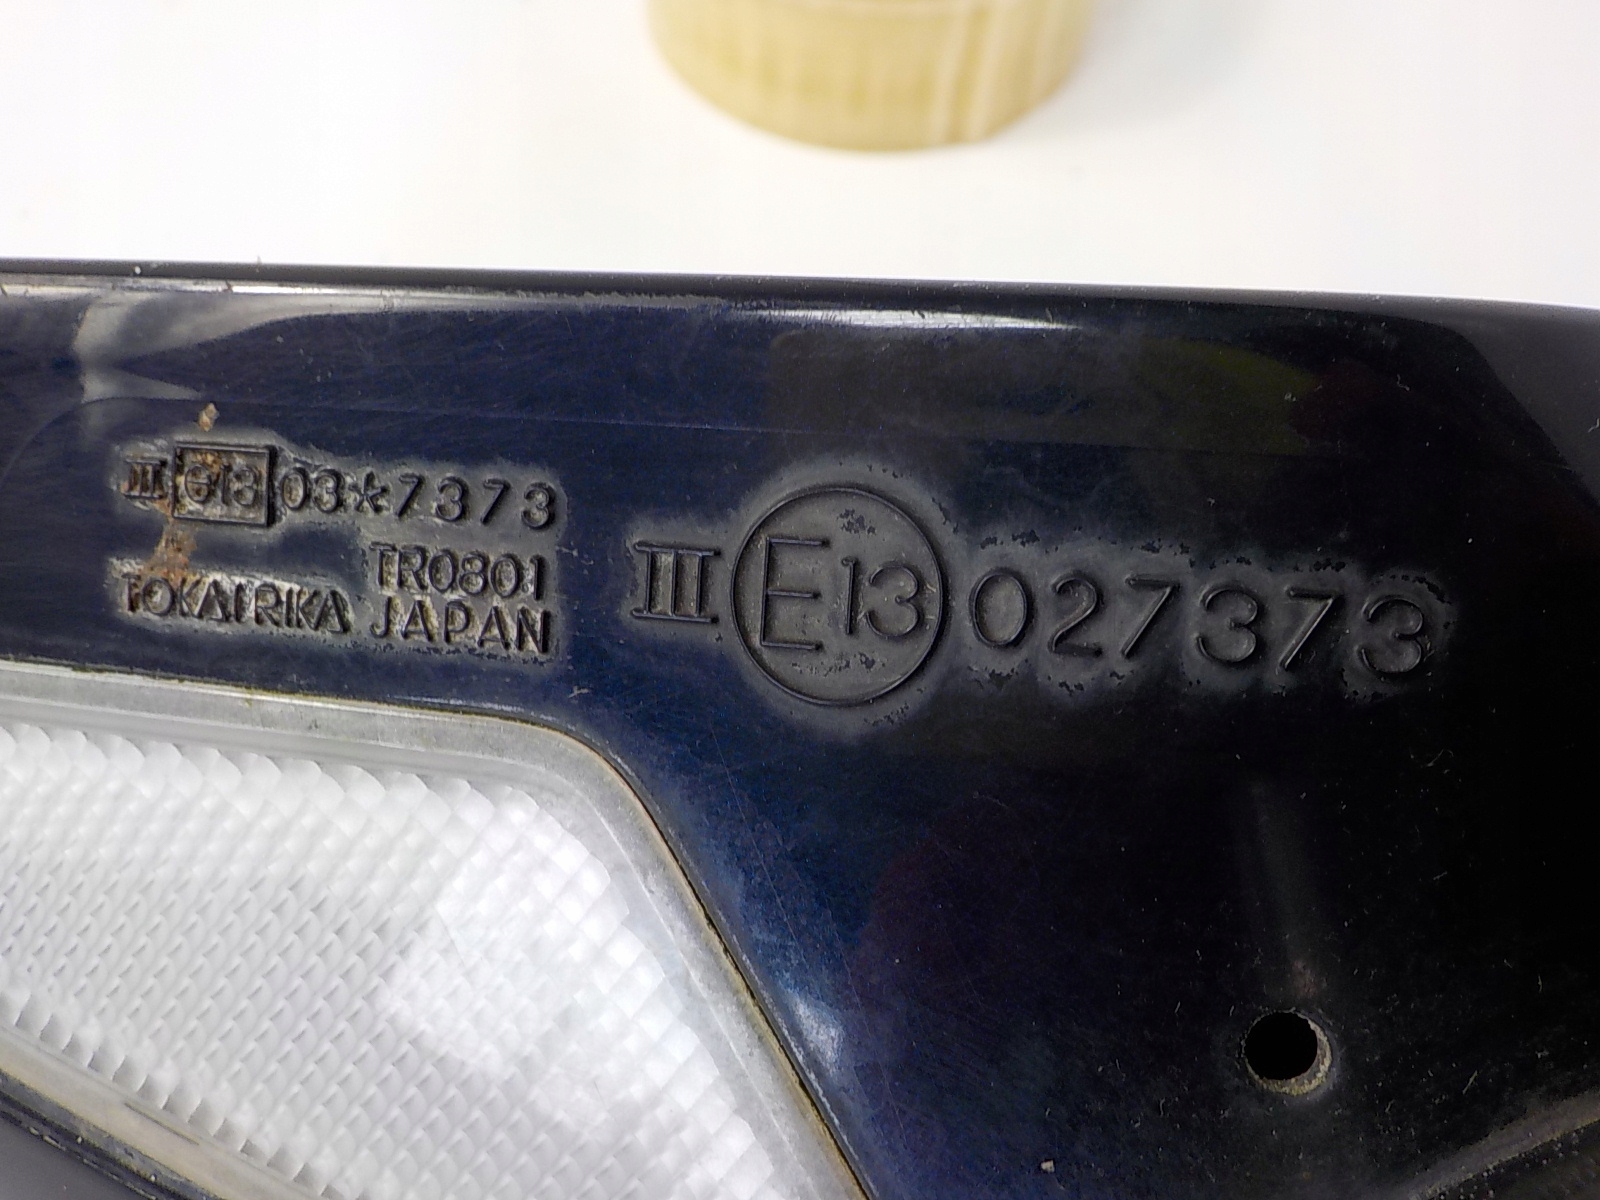 III e13 03*7373
TR0801
TOKAIRIKA JAPAN
III E13 027373